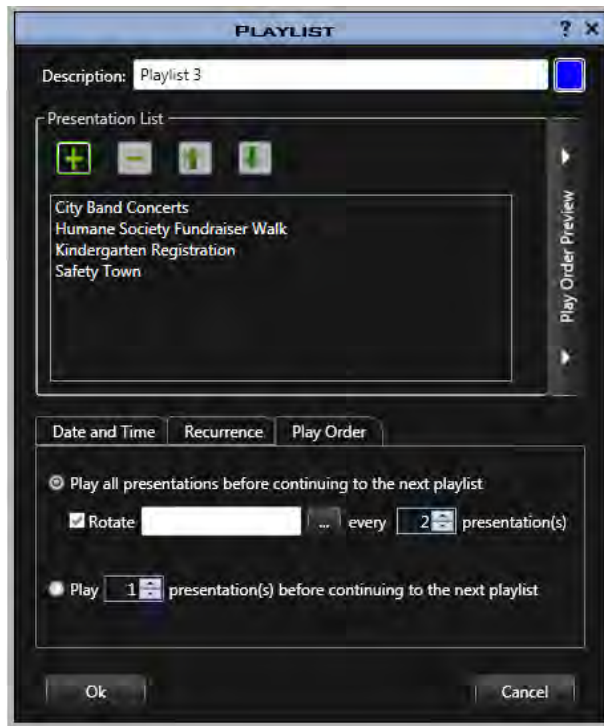 PLAYLIST ? X
Description: Playlist 3
Presentation List
City Band Concerts
Humane Society Fundraiser Walk
Kindergarten Registration
Safety Town
Play Order Preview
Date and Time Recurrence Play Order
Play all presentations before continuing to the next playlist
Rotate ... every 2 presentation(s)
Play 1 presentation(s) before continuing to the next playlist
Ok Cancel